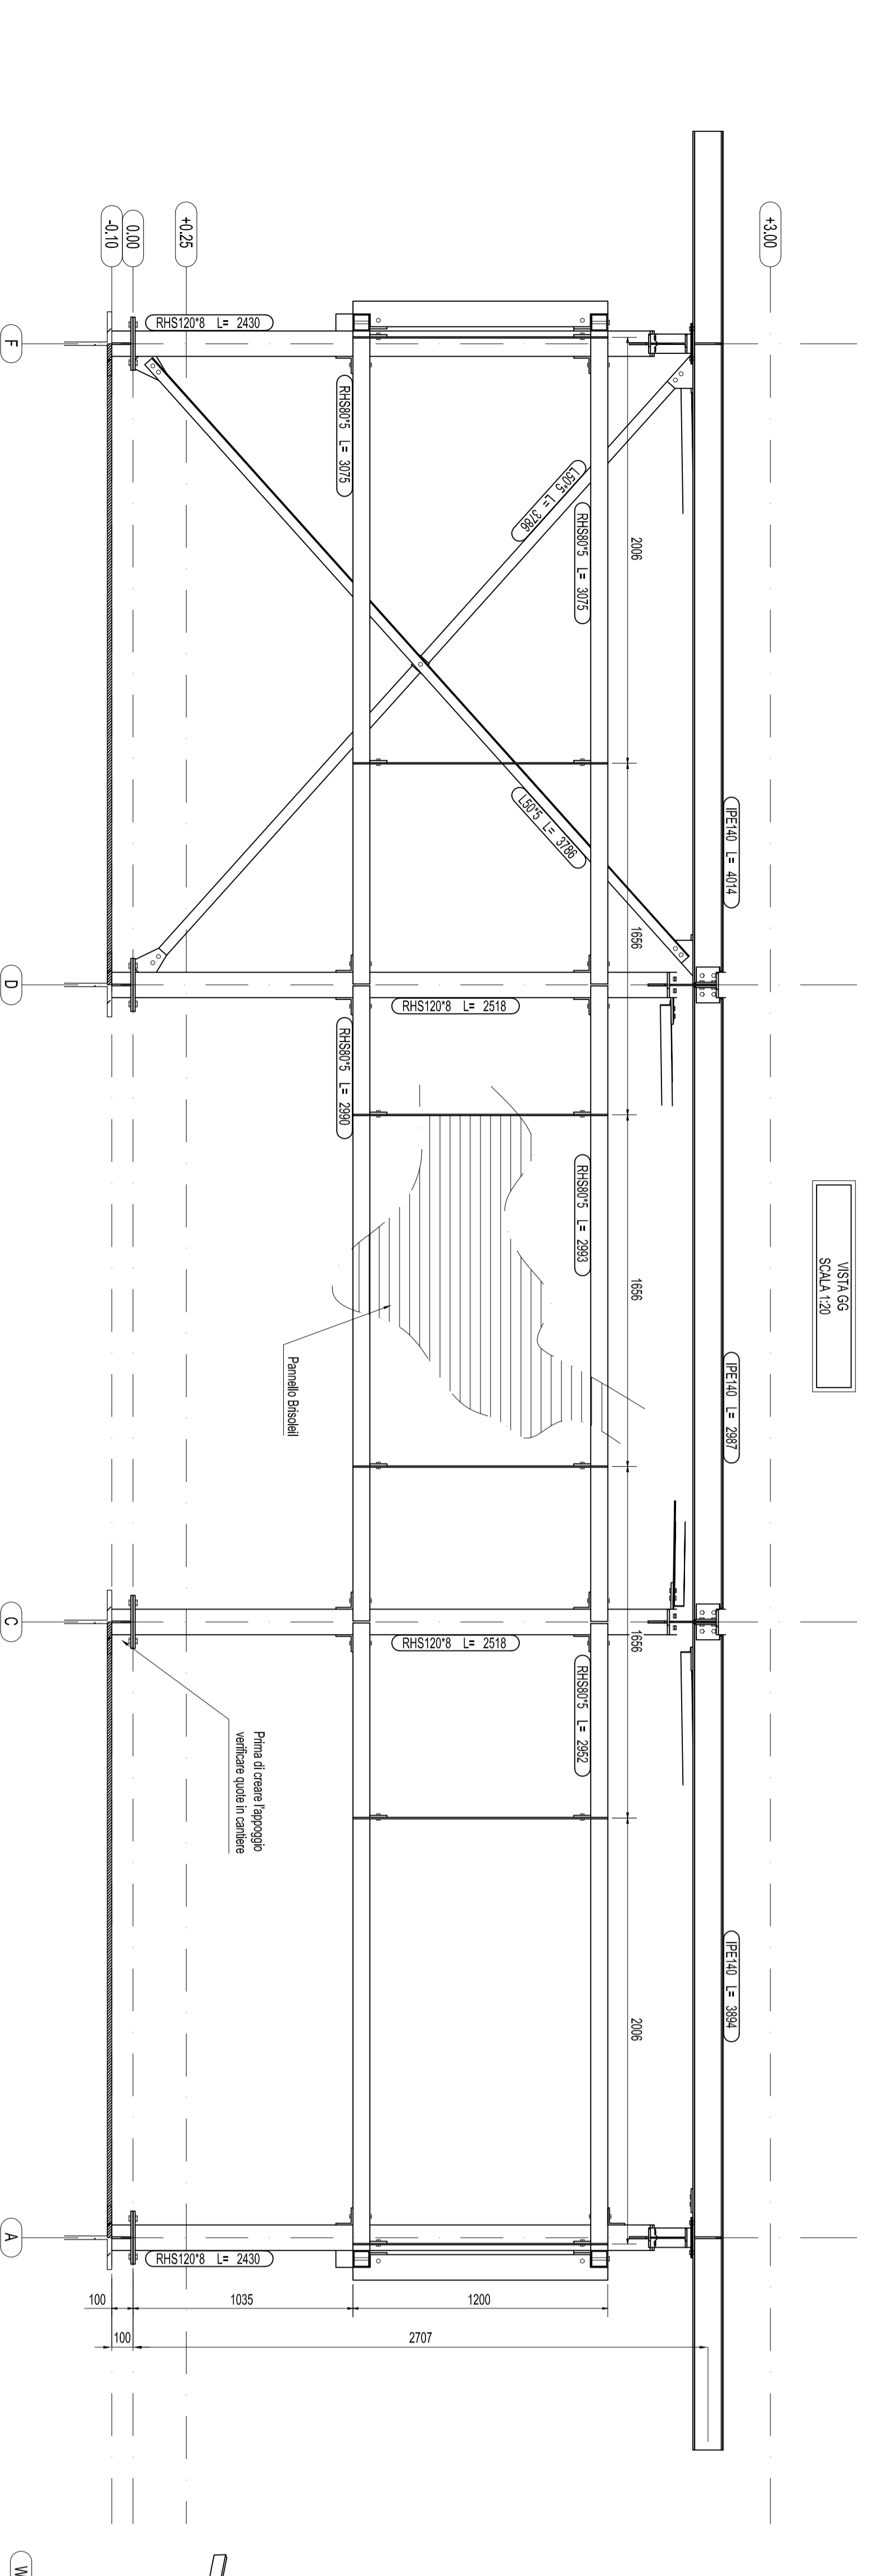 VISTA GG
SCALA 1:20
+3.00
+0.25
0.00
-0.10
IPE140 L= 4014
IPE140 L= 2987
IPE140 L= 3894
2006
1656
1656
1656
2006
RHS80*5 L= 3075
RHS80*5 L= 2993
RHS80*5 L= 2952
L50*5 L= 3786
L50*5 L= 3786
RHS120*8 L= 2430
RHS120*8 L= 2518
RHS120*8 L= 2518
RHS120*8 L= 2430
RHS80*5 L= 3075
RHS80*5 L= 2990
Pannello Brisoleil
Prima di creare l'appoggio
verificare quote in cantiere
1200
1035
100
2707
100
F
D
C
A
W